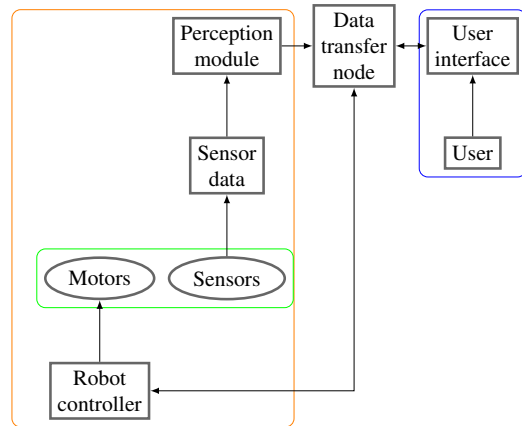 Perception
module
Data
transfer
node
User
interface
Sensor
data
User
Motors
Sensors
Robot
controller